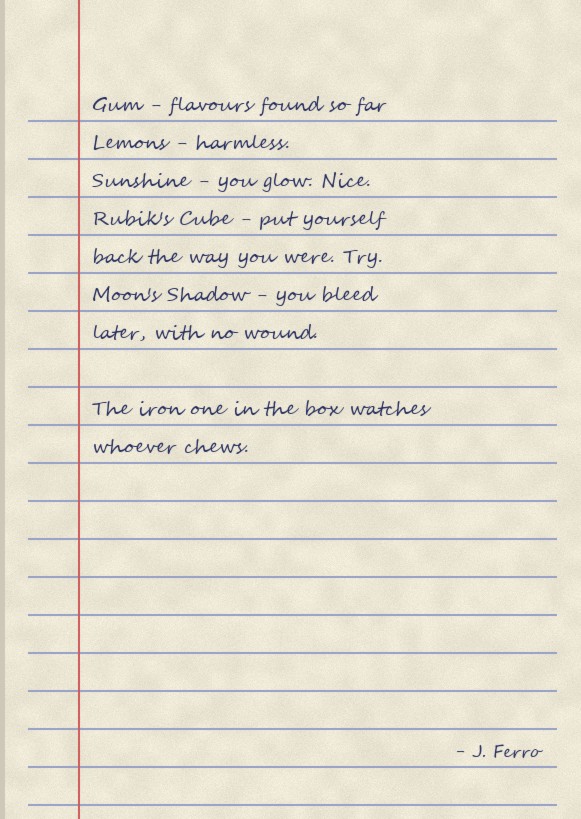 Gum - flavours found so far
Lemons - harmless.
Sunshine - you glow. Nice.
Rubik's Cube - put yourself
back the way you were. Try.
Moon's Shadow - you bleed
later, with no wound.
The iron one in the box watches
whoever chews.
- J. Ferro